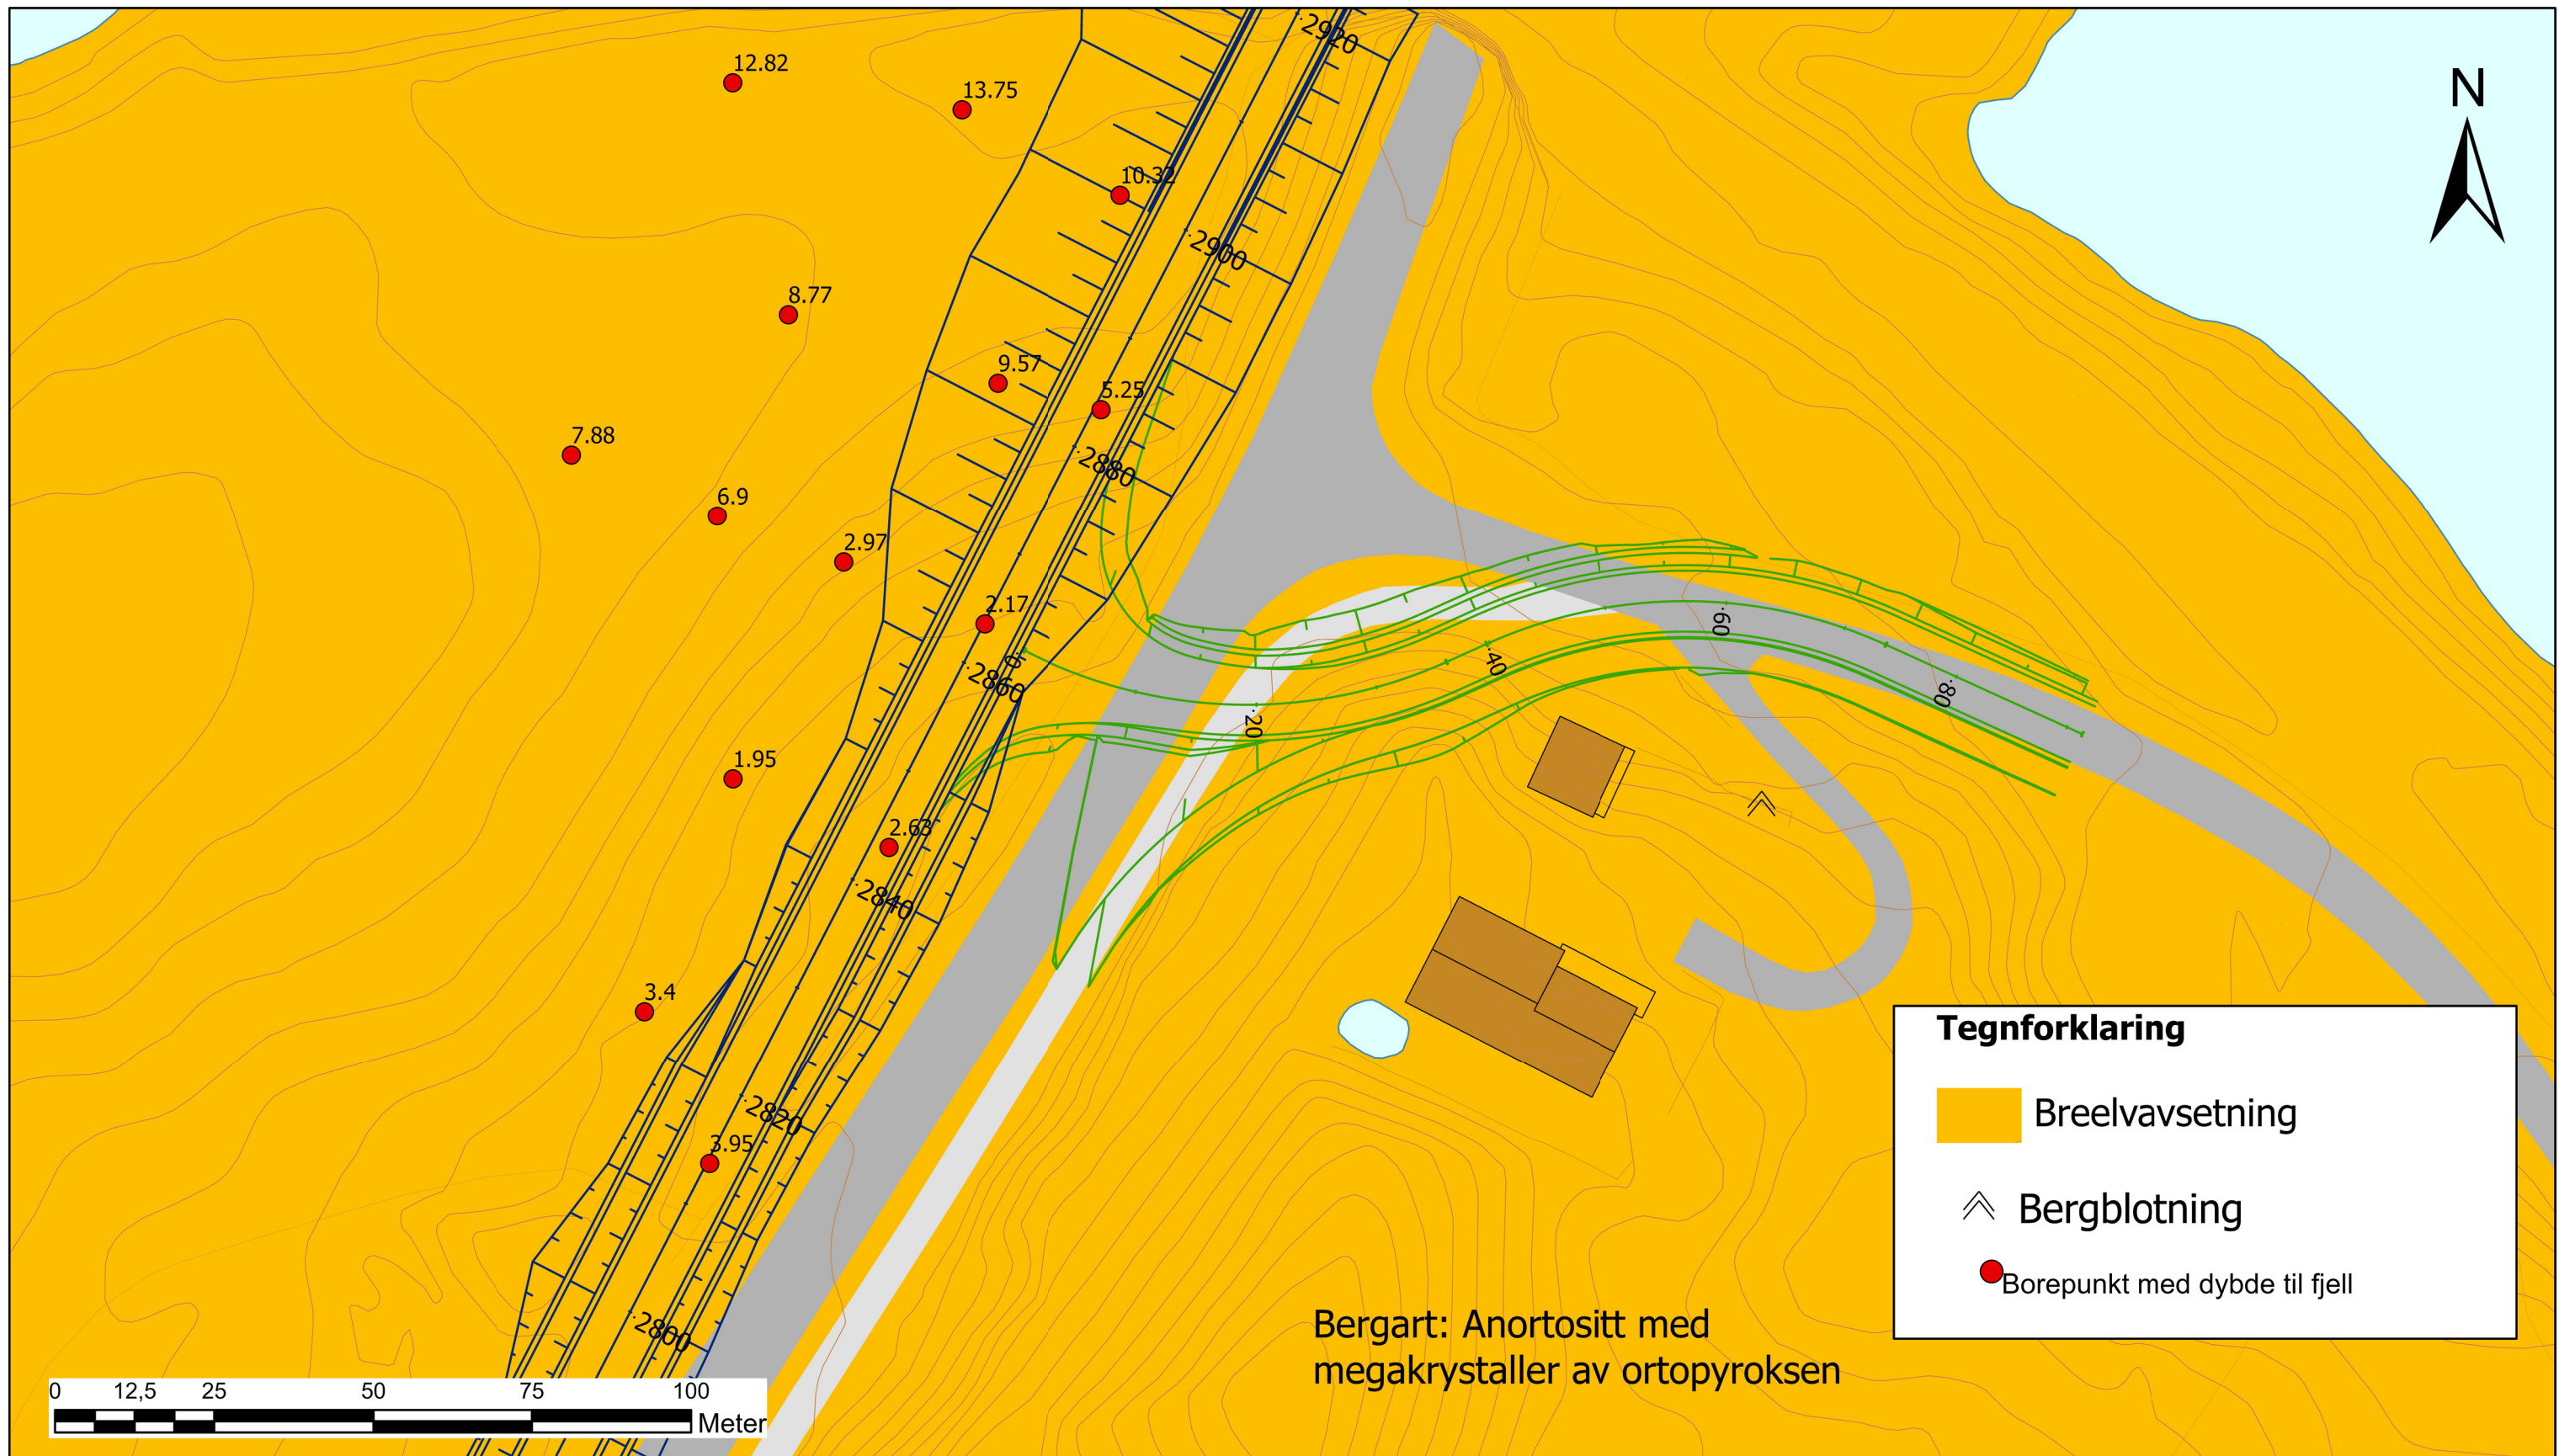 2920
12.82
N
13.75
10.32
2900
8.77
9.57
5.25
7.88
2880
6.9
2.97
2.17
60
0
40
2860
80
20
1.95
2.63
2840
3.4
Tegnforklaring
Breelvavsetning
2820
3.95
Bergblotning
Borepunkt med dybde til fjell
2800
Bergart: Anortositt med
megakrystaller av ortopyroksen
0 12,5 25 50 75 100
Meter